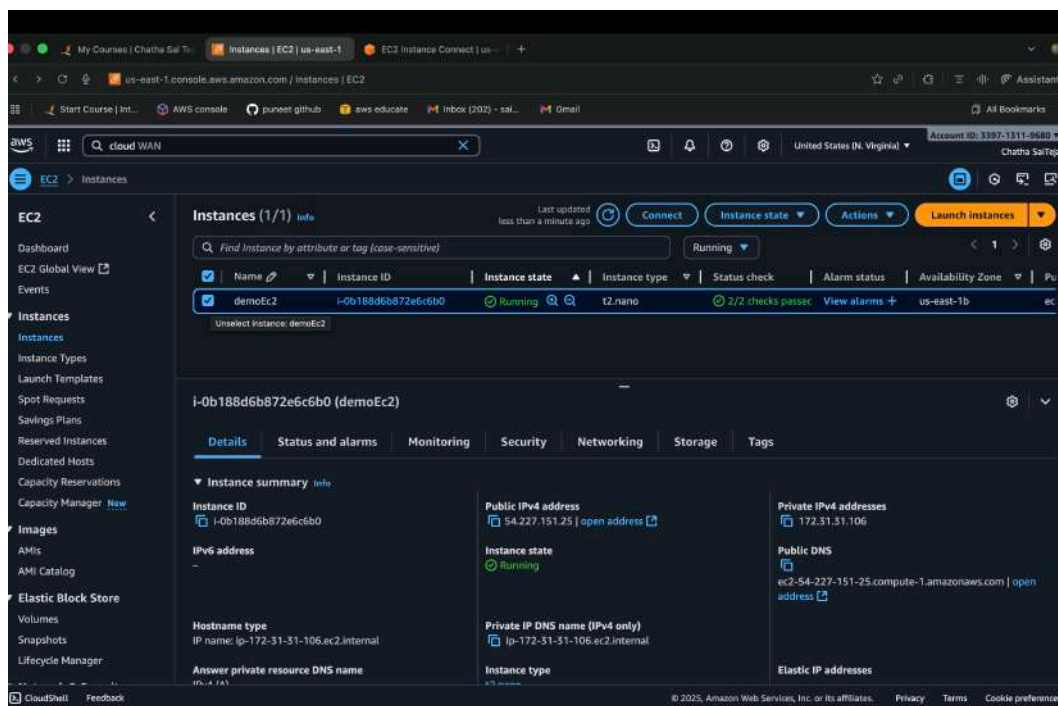 My Courses | Chatha Sai Te
Instances | EC2 | us-east-1
EC2 Instance Connect | us-
us-east-1.console.aws.amazon.com / Instances | EC2
Assistant
Start Course | Int...
AWS console
puneet github
aws educate
Inbox (202) - sai...
Gmail
All Bookmarks
aws
cloud WAN
United States (N. Virginia)
Account ID: 3397-1311-9680
Chatha SaiTeja
EC2 > Instances
EC2
Dashboard
EC2 Global View
Events
Instances
Instances
Instance Types
Launch Templates
Spot Requests
Savings Plans
Reserved Instances
Dedicated Hosts
Capacity Reservations
Capacity Manager New
Images
AMIs
AMI Catalog
Elastic Block Store
Volumes
Snapshots
Lifecycle Manager
Instances (1/1) Info
Last updated
less than a minute ago
Connect
Instance state
Actions
Launch instances
Find Instance by attribute or tag (case-sensitive)
Running
1
Name
Instance ID
Instance state
Instance type
Status check
Alarm status
Availability Zone
Pu
demoEc2
i-0b188d6b872e6c6b0
Running
t2.nano
2/2 checks passec
View alarms +
us-east-1b
ec
Unselect instance: demoEc2
i-0b188d6b872e6c6b0 (demoEc2)
Details
Status and alarms
Monitoring
Security
Networking
Storage
Tags
Instance summary Info
Instance ID
i-0b188d6b872e6c6b0
Public IPv4 address
54.227.151.25 | open address
Private IPv4 addresses
172.31.31.106
IPv6 address
–
Instance state
Running
Public DNS
ec2-54-227-151-25.compute-1.amazonaws.com | open
address
Hostname type
IP name: ip-172-31-31-106.ec2.internal
Private IP DNS name (IPv4 only)
ip-172-31-31-106.ec2.internal
Answer private resource DNS name
Instance type
Elastic IP addresses
CloudShell
Feedback
© 2025, Amazon Web Services, Inc. or its affiliates.
Privacy
Terms
Cookie preference